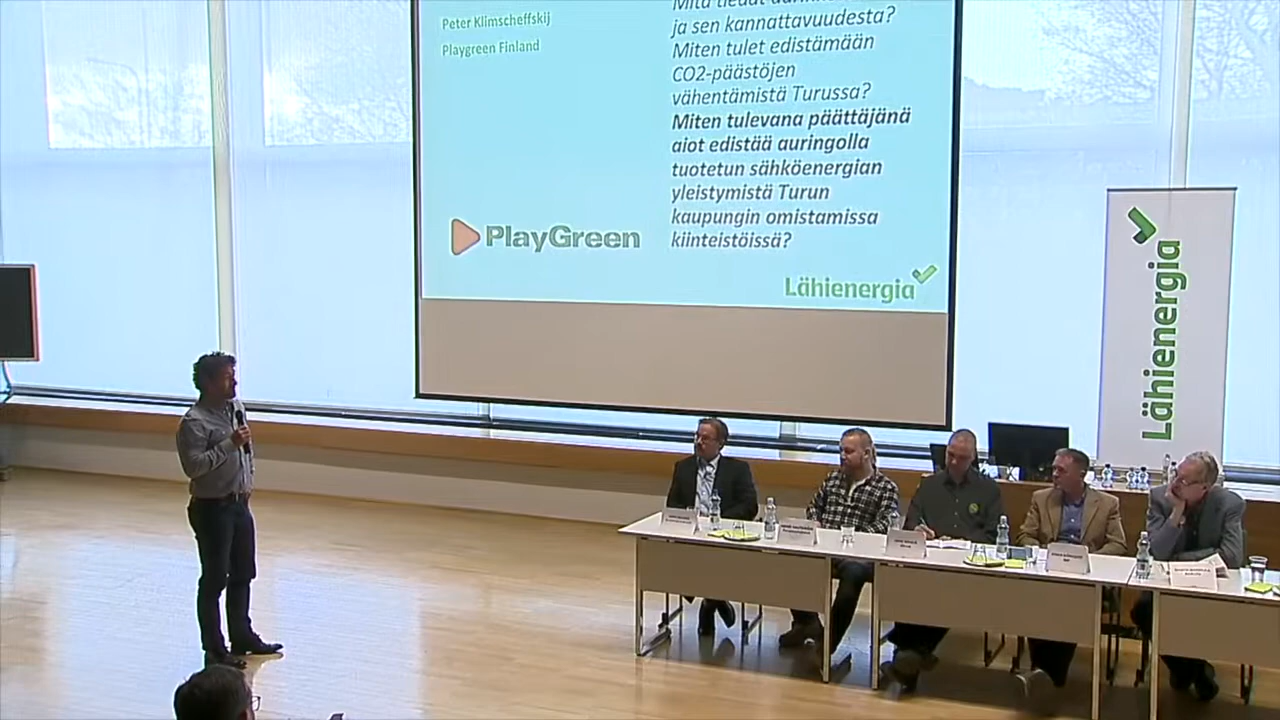 Peter Klimscheffskij
Playgreen Finland
ja sen kannattavuudesta?
Miten tulet edistämään
CO2-päästöjen
vähentämistä Turussa?
Miten tulevana päättäjänä
aiot edistää auringolla
tuotetun sähköenergian
yleistymistä Turun
kaupungin omistamissa
kiinteistöissä?
PlayGreen
Lähienergia
Lähienergia